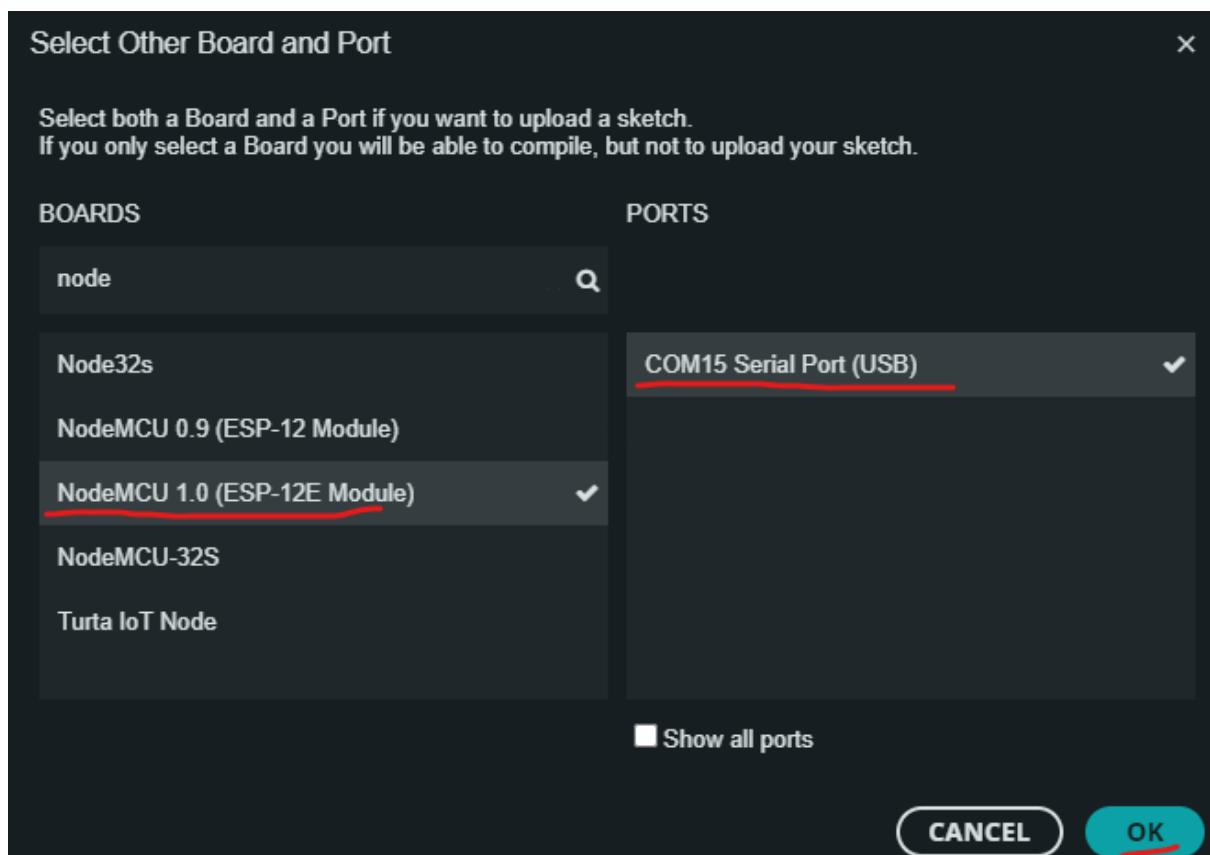 Select Other Board and Port
Select both a Board and a Port if you want to upload a sketch.
If you only select a Board you will be able to compile, but not to upload your sketch.
BOARDS
PORTS
node
Node32s
COM15 Serial Port (USB)
NodeMCU 0.9 (ESP-12 Module)
NodeMCU 1.0 (ESP-12E Module)
NodeMCU-32S
Turta IoT Node
Show all ports
CANCEL
OK